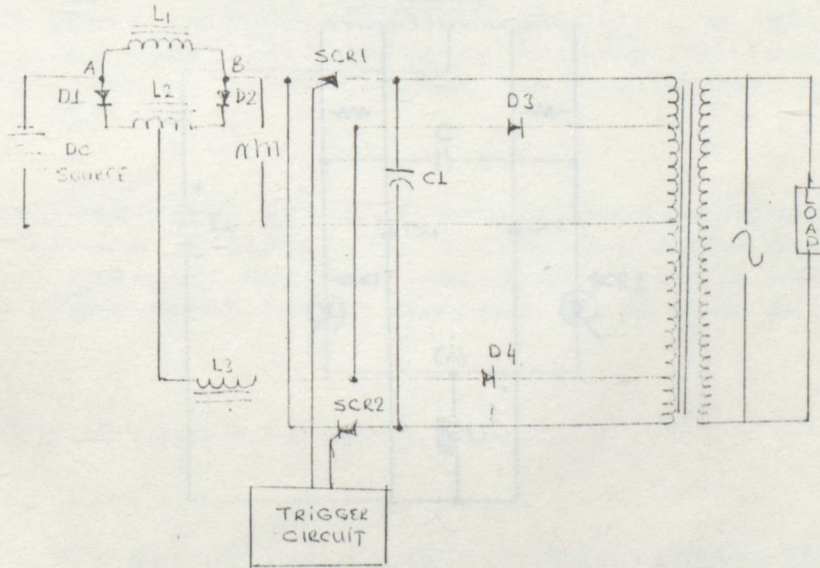 L1
SCR1
A
B
D1
L2
D2
D3
DC
SOURCE
C1
LOAD
L3
D4
SCR2
TRIGGER
CIRCUIT